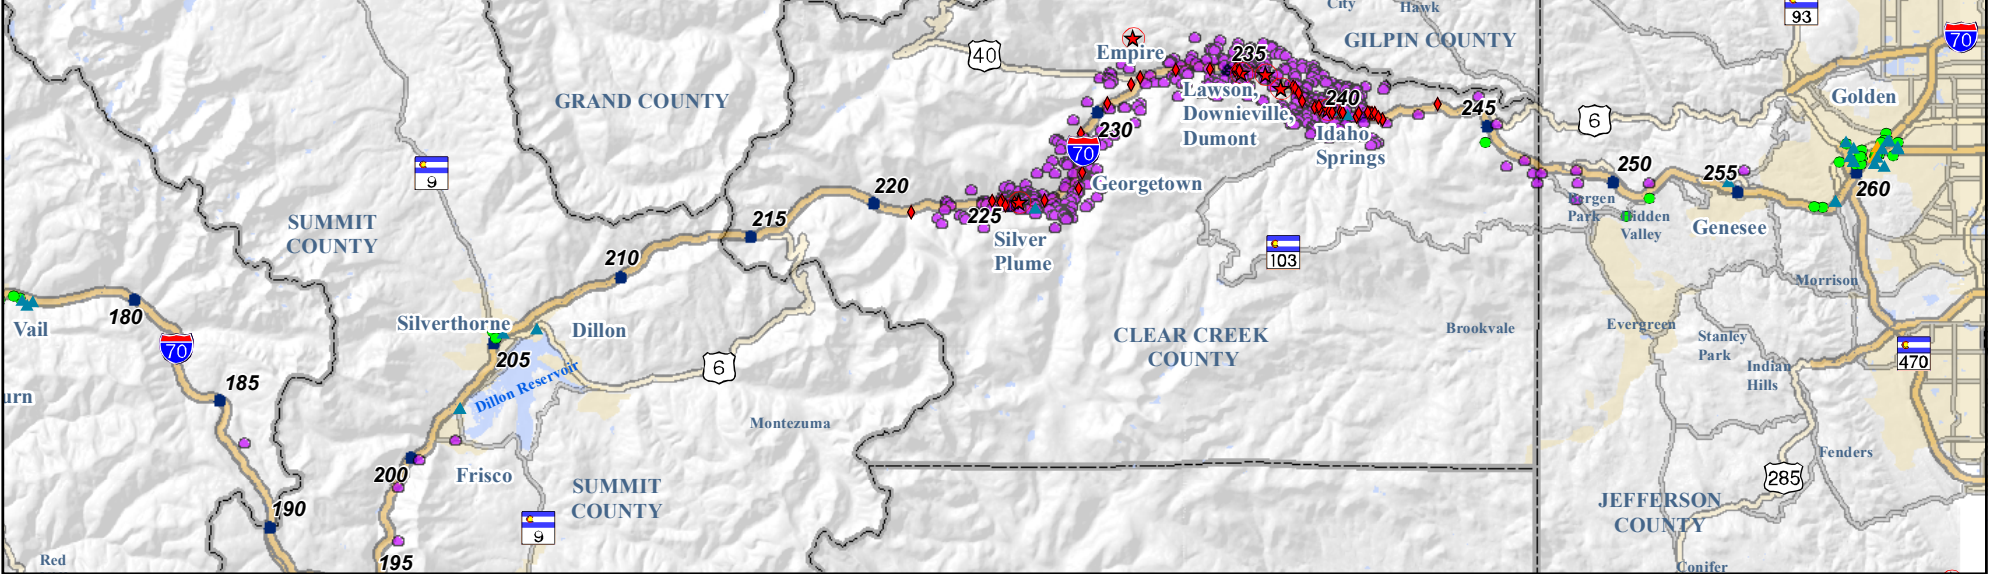 City
Hawk
93
70
GILPIN COUNTY
40
Empire
235
GRAND COUNTY
Lawson,
Downieville,
Dumont
240
245
6
Golden
230
Idaho
Springs
70
9
Georgetown
220
225
250
255
260
SUMMIT
COUNTY
215
Silver
Plume
Bergen
Park
Hidden
Valley
Genesee
210
103
Morrison
Vail
180
70
Silverthorne
Dillon
205
Dillon Reservoir
6
CLEAR CREEK
COUNTY
Brookvale
Evergreen
Stanley
Park
Indian
Hills
470
185
urn
Montezuma
Frisco
200
Fenders
285
SUMMIT
COUNTY
190
9
JEFFERSON
COUNTY
Red
195
Conifer